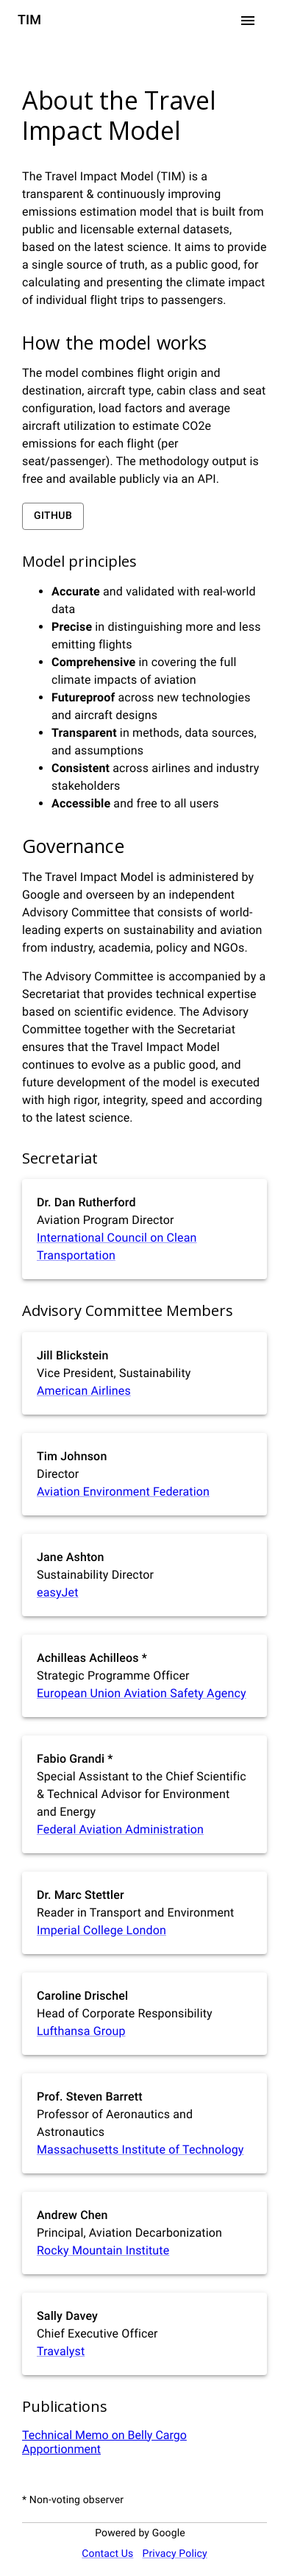 TIM
About the Travel
Impact Model
The Travel Impact Model (TIM) is a
transparent & continuously improving
emissions estimation model that is built from
public and licensable external datasets,
based on the latest science. It aims to provide
a single source of truth, as a public good, for
calculating and presenting the climate impact
of individual flight trips to passengers.
How the model works
The model combines flight origin and
destination, aircraft type, cabin class and seat
configuration, load factors and average
aircraft utilization to estimate CO2e
emissions for each flight (per
seat/passenger). The methodology output is
free and available publicly via an API.
GITHUB
Model principles
• Accurate and validated with real-world
data
• Precise in distinguishing more and less
emitting flights
• Comprehensive in covering the full
climate impacts of aviation
• Futureproof across new technologies
and aircraft designs
• Transparent in methods, data sources,
and assumptions
• Consistent across airlines and industry
stakeholders
• Accessible and free to all users
Governance
The Travel Impact Model is administered by
Google and overseen by an independent
Advisory Committee that consists of world-
leading experts on sustainability and aviation
from industry, academia, policy and NGOs.
The Advisory Committee is accompanied by a
Secretariat that provides technical expertise
based on scientific evidence. The Advisory
Committee together with the Secretariat
ensures that the Travel Impact Model
continues to evolve as a public good, and
future development of the model is executed
with high rigor, integrity, speed and according
to the latest science.
Secretariat
Dr. Dan Rutherford
Aviation Program Director
International Council on Clean
Transportation
Advisory Committee Members
Jill Blickstein
Vice President, Sustainability
American Airlines
Tim Johnson
Director
Aviation Environment Federation
Jane Ashton
Sustainability Director
easyJet
Achilleas Achilleos *
Strategic Programme Officer
European Union Aviation Safety Agency
Fabio Grandi *
Special Assistant to the Chief Scientific
& Technical Advisor for Environment
and Energy
Federal Aviation Administration
Dr. Marc Stettler
Reader in Transport and Environment
Imperial College London
Caroline Drischel
Head of Corporate Responsibility
Lufthansa Group
Prof. Steven Barrett
Professor of Aeronautics and
Astronautics
Massachusetts Institute of Technology
Andrew Chen
Principal, Aviation Decarbonization
Rocky Mountain Institute
Sally Davey
Chief Executive Officer
Travalyst
Publications
Technical Memo on Belly Cargo
Apportionment
* Non-voting observer
Powered by Google
Contact Us Privacy Policy